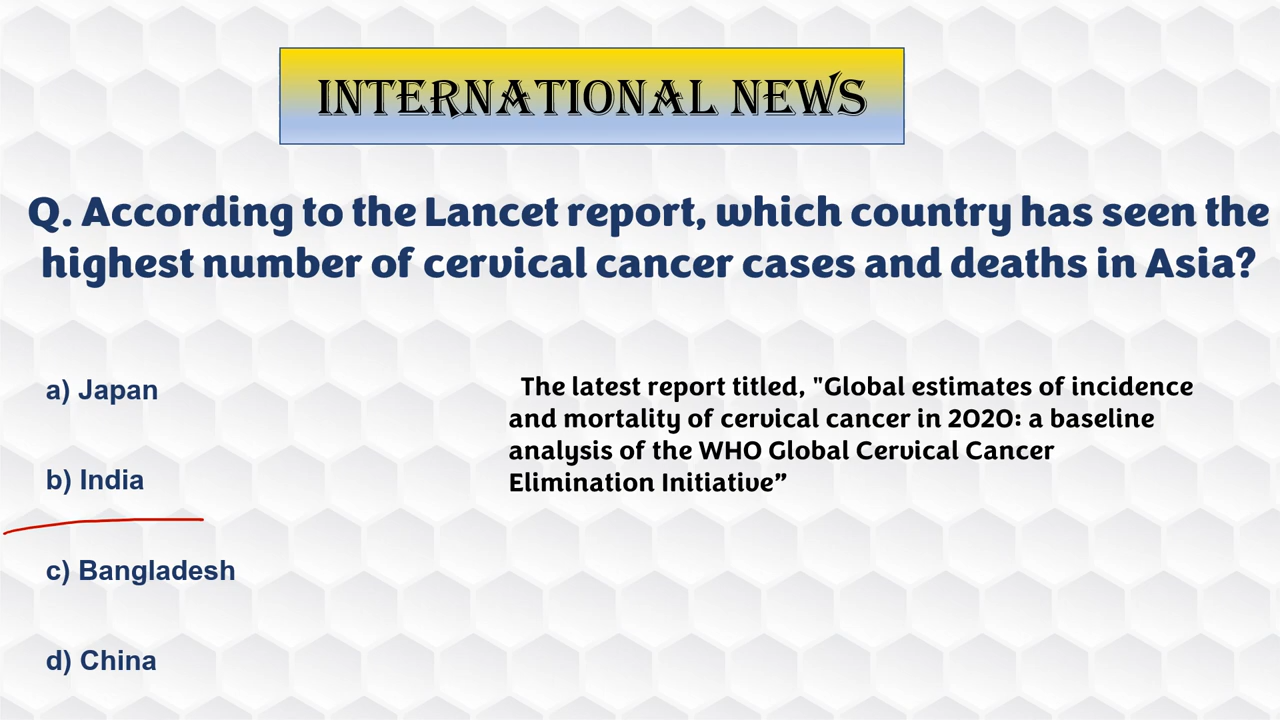 INTERNATIONAL NEWS
Q. According to the Lancet report, which country has seen the
highest number of cervical cancer cases and deaths in Asia?
a) Japan
b) India
c) Bangladesh
d) China
The latest report titled, "Global estimates of incidence
and mortality of cervical cancer in 2020: a baseline
analysis of the WHO Global Cervical Cancer
Elimination Initiative”